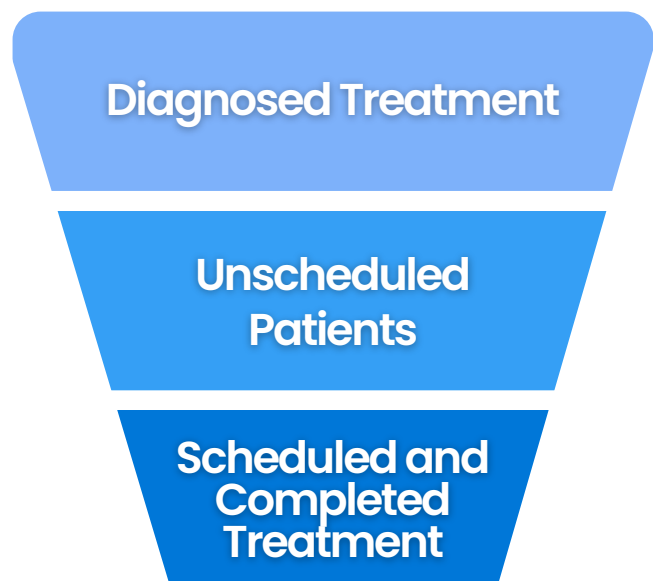 Diagnosed Treatment
Unscheduled
Patients
Scheduled and
Completed
Treatment